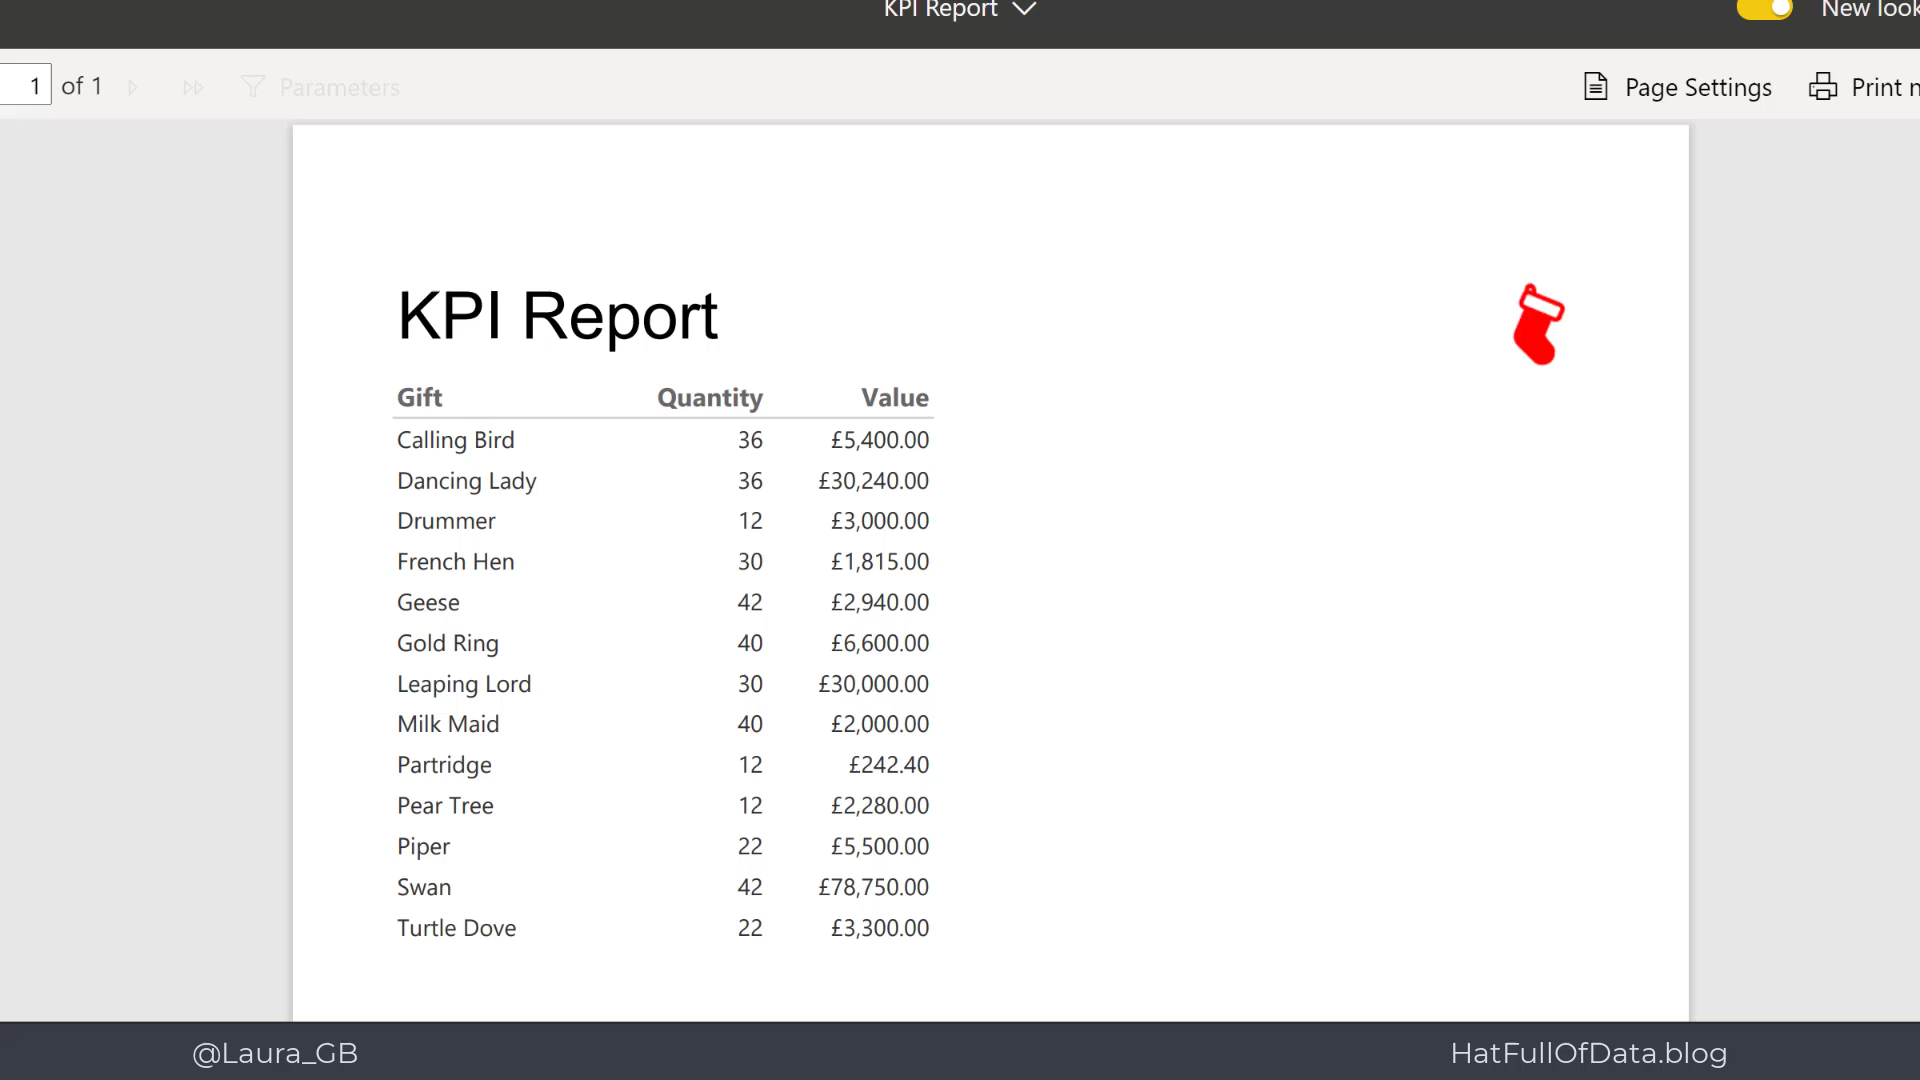 KPI Report
New look
1 of 1 Parameters Page Settings Print
KPI Report
Gift Quantity Value
Calling Bird 36 £5,400.00
Dancing Lady 36 £30,240.00
Drummer 12 £3,000.00
French Hen 30 £1,815.00
Geese 42 £2,940.00
Gold Ring 40 £6,600.00
Leaping Lord 30 £30,000.00
Milk Maid 40 £2,000.00
Partridge 12 £242.40
Pear Tree 12 £2,280.00
Piper 22 £5,500.00
Swan 42 £78,750.00
Turtle Dove 22 £3,300.00
@Laura_GB HatFullOfData.blog